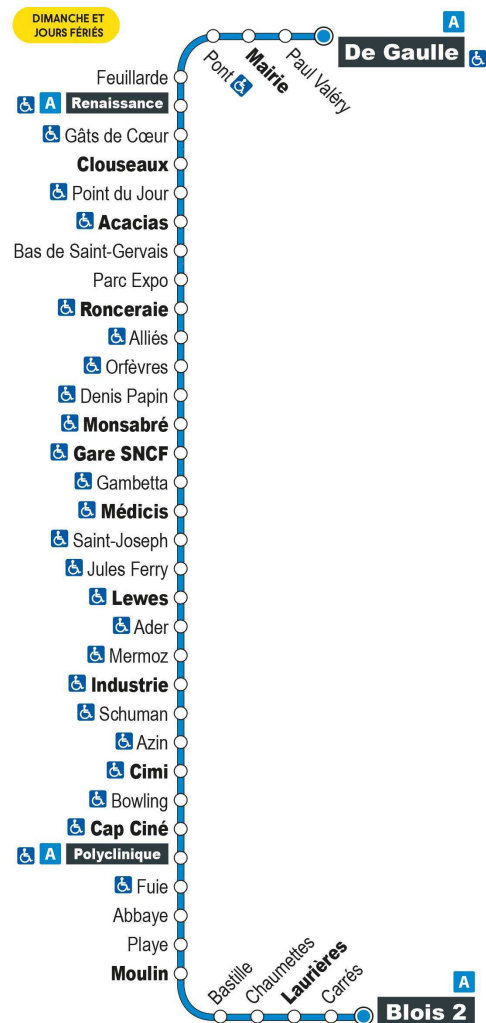 DIMANCHE ET
JOURS FÉRIÉS
A
De Gaulle
Paul Valéry
Mairie
Pont
Feuillarde
A Renaissance
Gâts de Cœur
Clouseaux
Point du Jour
Acacias
Bas de Saint-Gervais
Parc Expo
Ronceraie
Alliés
Orfèvres
Denis Papin
Monsabré
Gare SNCF
Gambetta
Médicis
Saint-Joseph
Jules Ferry
Lewes
Ader
Mermoz
Industrie
Schuman
Azin
Cimi
Bowling
Cap Ciné
A Polyclinique
Fuie
Abbaye
Playe
Moulin
Bastille
Chaumettes
Laurières
Carrés
A
Blois 2